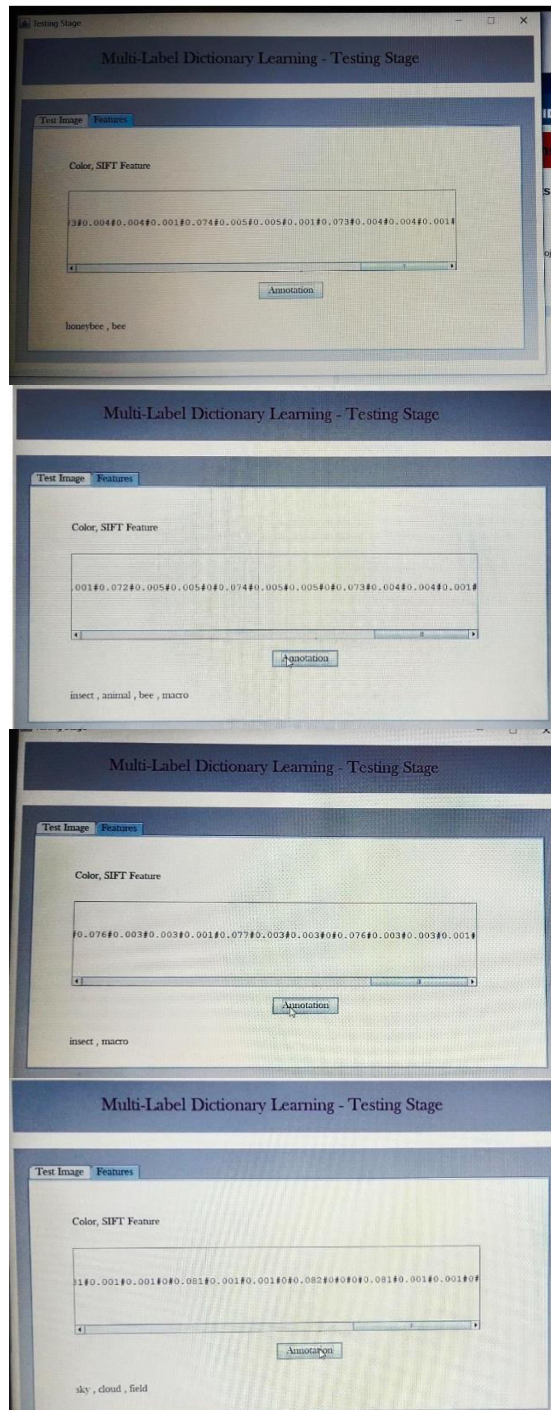 Testing Stage
Multi-Label Dictionary Learning - Testing Stage
Test Image Features
Color, SIFT Feature
#0.004#0.004#0.001#0.074#0.005#0.005#0.001#0.073#0.004#0.004#0.001#
Annotation
honeybee , bee
Multi-Label Dictionary Learning - Testing Stage
Test Image Features
Color, SIFT Feature
.001#0.072#0.005#0.005#0#0.074#0.005#0.005#0#0.073#0.004#0.004#0.001#
Annotation
insect , animal , bee , macro
Multi-Label Dictionary Learning - Testing Stage
Test Image Features
Color, SIFT Feature
#0.076#0.003#0.003#0.001#0.077#0.003#0.003#0#0.076#0.003#0.003#0.001#
Annotation
insect , macro
Multi-Label Dictionary Learning - Testing Stage
Test Image Features
Color, SIFT Feature
1#0.001#0.001#0#0.081#0.001#0.001#0#0.082#0#0#0#0.081#0.001#0.001#0#
Annotation
sky , cloud , field